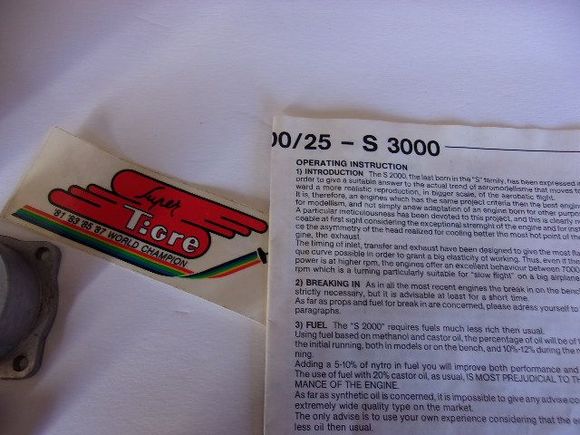 Super
Tigre
'81 '83 '85 '87 WORLD CHAMPION
00/25 – S 3000
OPERATING INSTRUCTION
1) INTRODUCTION The S 2000, the last born in the "S" family, has been expressed
order to give a suitable answer to the actual trend of aeromodellisme that moves to
ward a more realistic reproduction, in bigger scale, of the aerobatic flight.
It is, therefore, an engines which has the same project criteria then the best engin
for modellism, and not simply anew adaptation of an engine born for other purpo
A particular meticulousness has been devoted to this project, and this is clearly n
ceable at first sight considering the exceptional strenght of the engine and for ins
ce the asymmetry of the head realized for cooling better the most hot point of the
gine, the exhaust.
The timing of inlet, transfer and exhaust have been designed to give the most fla
que curve possible in order to grant a big elasticity of working. Thus, even if the
power is at higher rpm, the engines offer an excellent behaviour between 7000
rpm which is a turning particularly suitable for "slow flight" on a big airplane
2) BREAKING IN As in all the most recent engines the break in on the bench
strictly necessary, but it is advisable at least for a short time.
As far as props and fuel for break in are concerned, please adress yourself to
paragraphs.
3) FUEL The "S 2000" requires fuels much less rich then usual.
Using fuel based on methanol and castor oil, the percentage of oil will be of
the initial running, both in models or on the bench, and 10%-12% during the n
ning.
Adding a 5-10% of nytro in fuel you will improve both performance and
The use of fuel with 20% castor oil, as usual, IS MOST PREJUDICIAL TO TH
MANCE OF THE ENGINE.
As far as synthetic oil is concerned, it is impossible to give any advise co
extremely wide quality type on the market.
The only advise is to use your own experience considering that the e
less oil then usual.